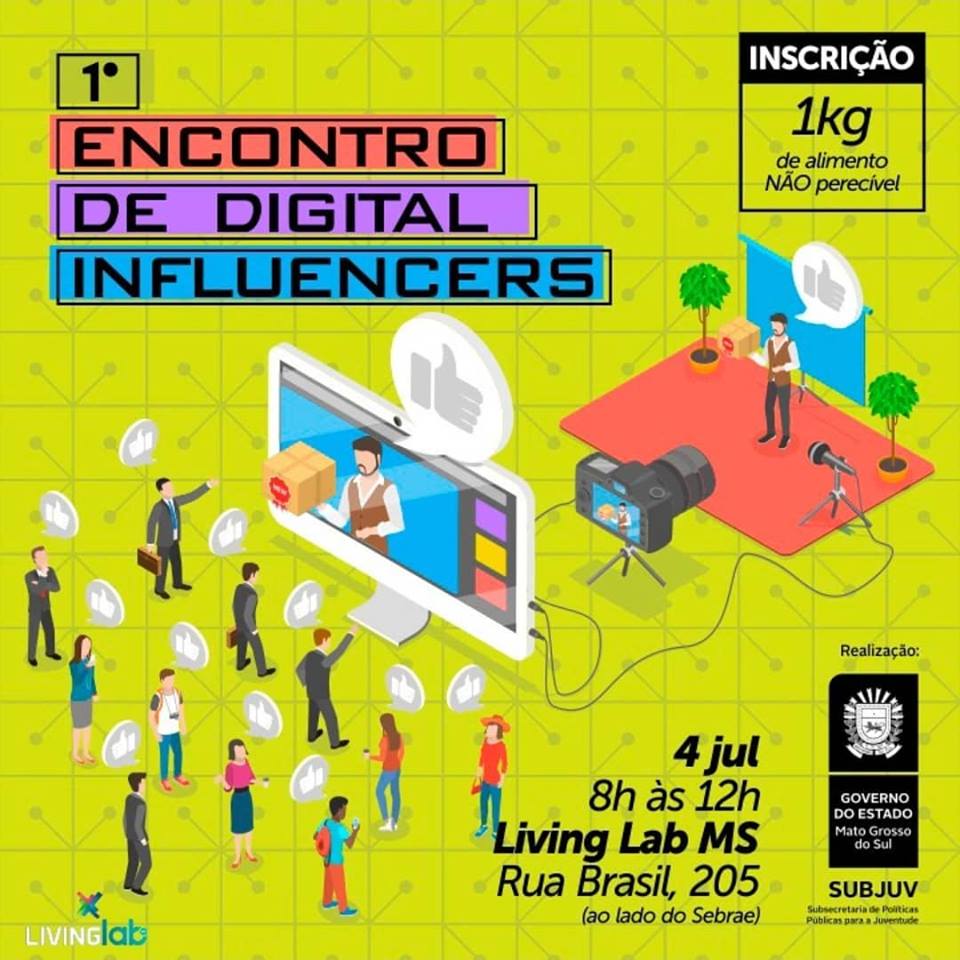 1º
ENCONTRO
DE DIGITAL
INFLUENCERS
INSCRIÇÃO
1kg
de alimento
NÃO perecível
NEW
NEW
4 jul
8h às 12h
Living Lab MS
Rua Brasil, 205
(ao lado do Sebrae)
Realização:
GOVERNO
DO ESTADO
Mato Grosso
do Sul
SUBJUV
Subsecretaria de Políticas
Públicas para a Juventude
LIVINGlab